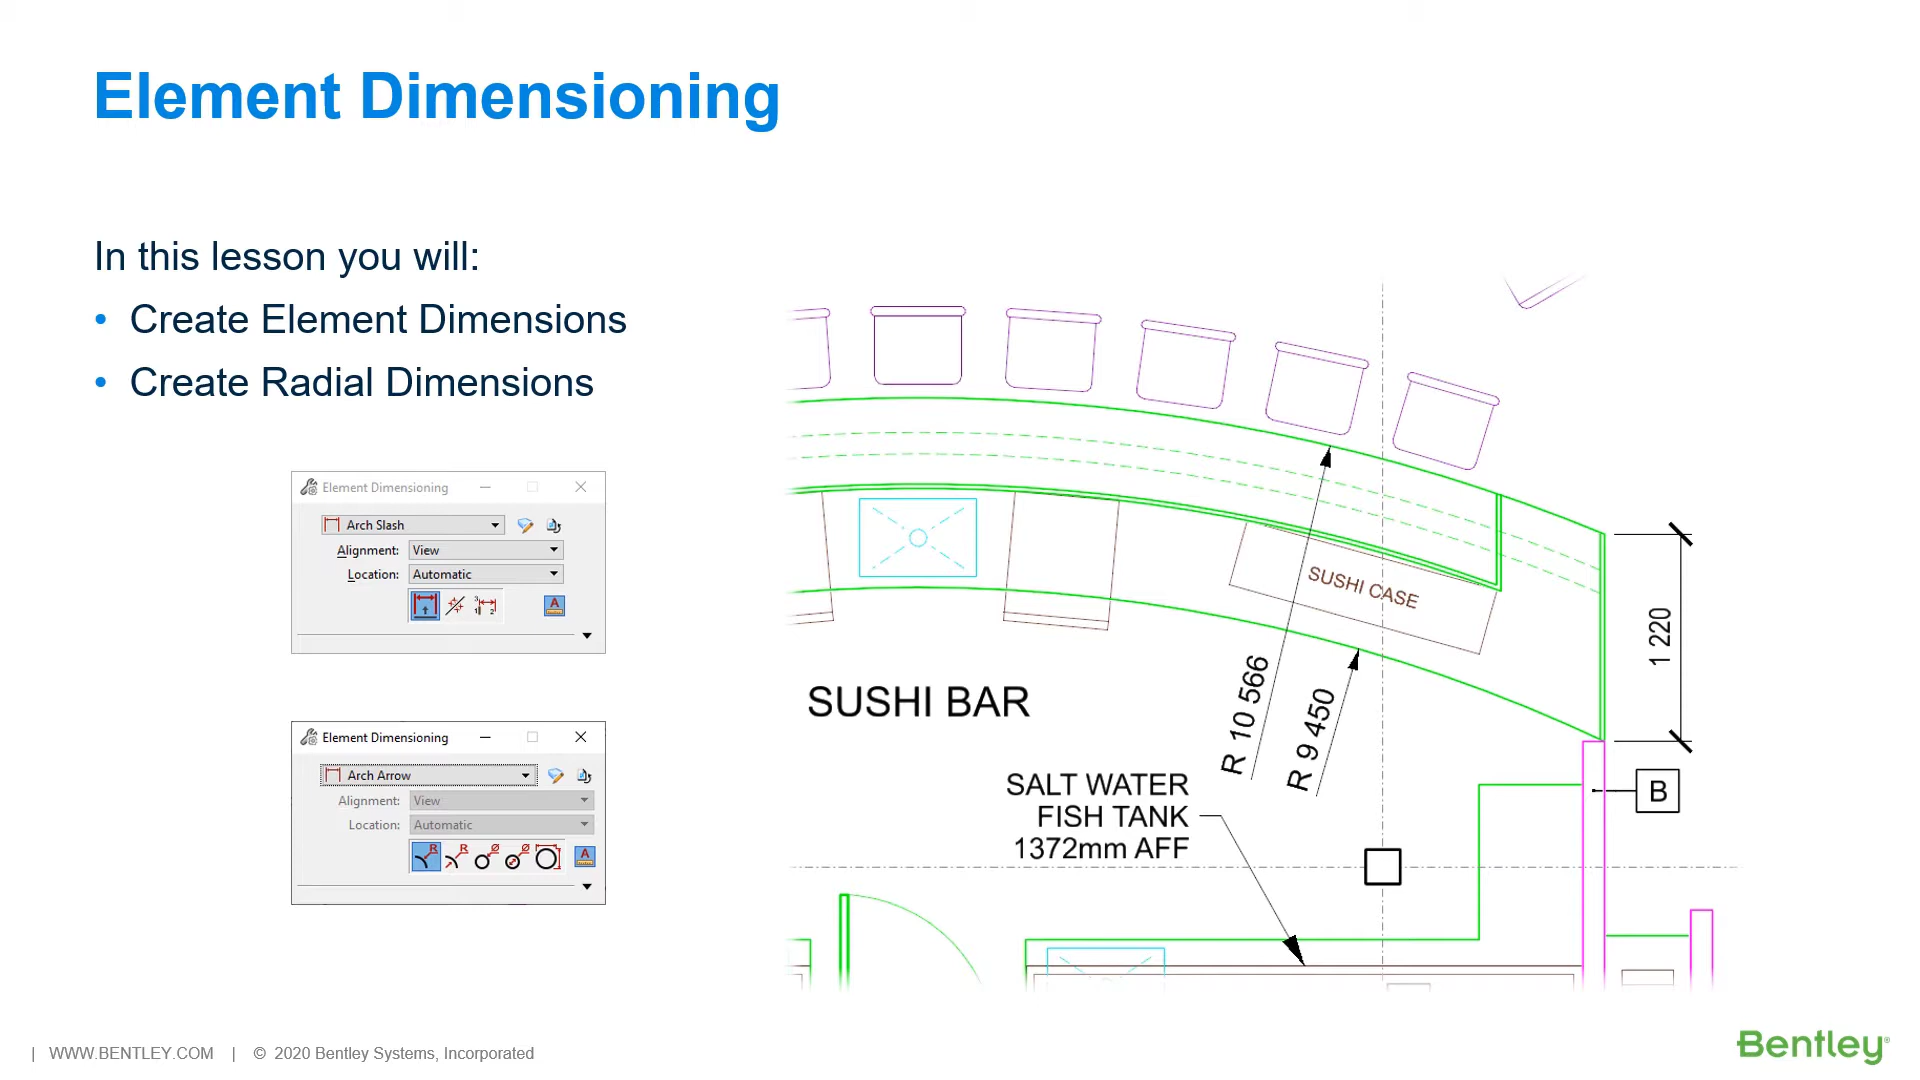 Element Dimensioning
In this lesson you will:
• Create Element Dimensions
• Create Radial Dimensions
Element Dimensioning
Arch Slash
Alignment: View
Location: Automatic
A
Element Dimensioning
Arch Arrow
Alignment: View
Location: Automatic
A
SUSHI CASE
1 220
R 10 566
R 9 450
SUSHI BAR
SALT WATER
FISH TANK
1372mm AFF
B
| WWW.BENTLEY.COM | © 2020 Bentley Systems, Incorporated
Bentley®